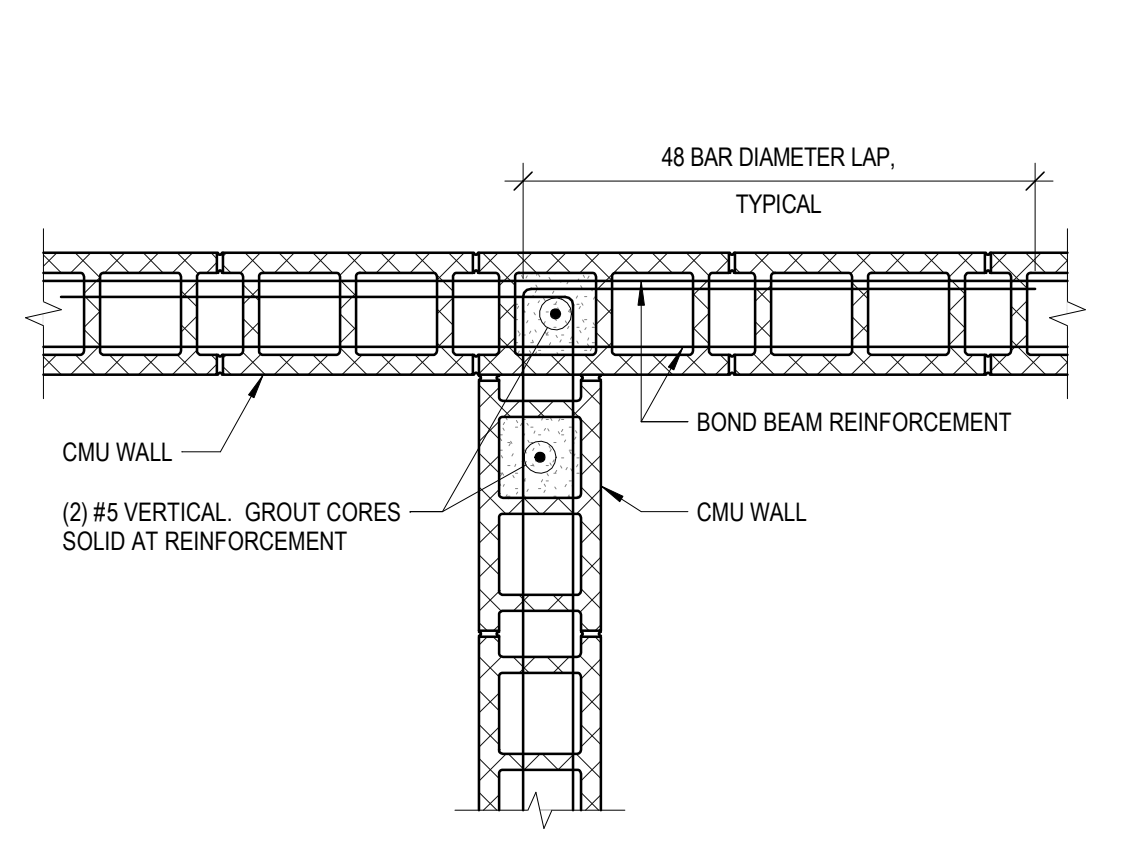 48 BAR DIAMETER LAP,
TYPICAL
BOND BEAM REINFORCEMENT
CMU WALL
(2) #5 VERTICAL. GROUT CORES
SOLID AT REINFORCEMENT
CMU WALL